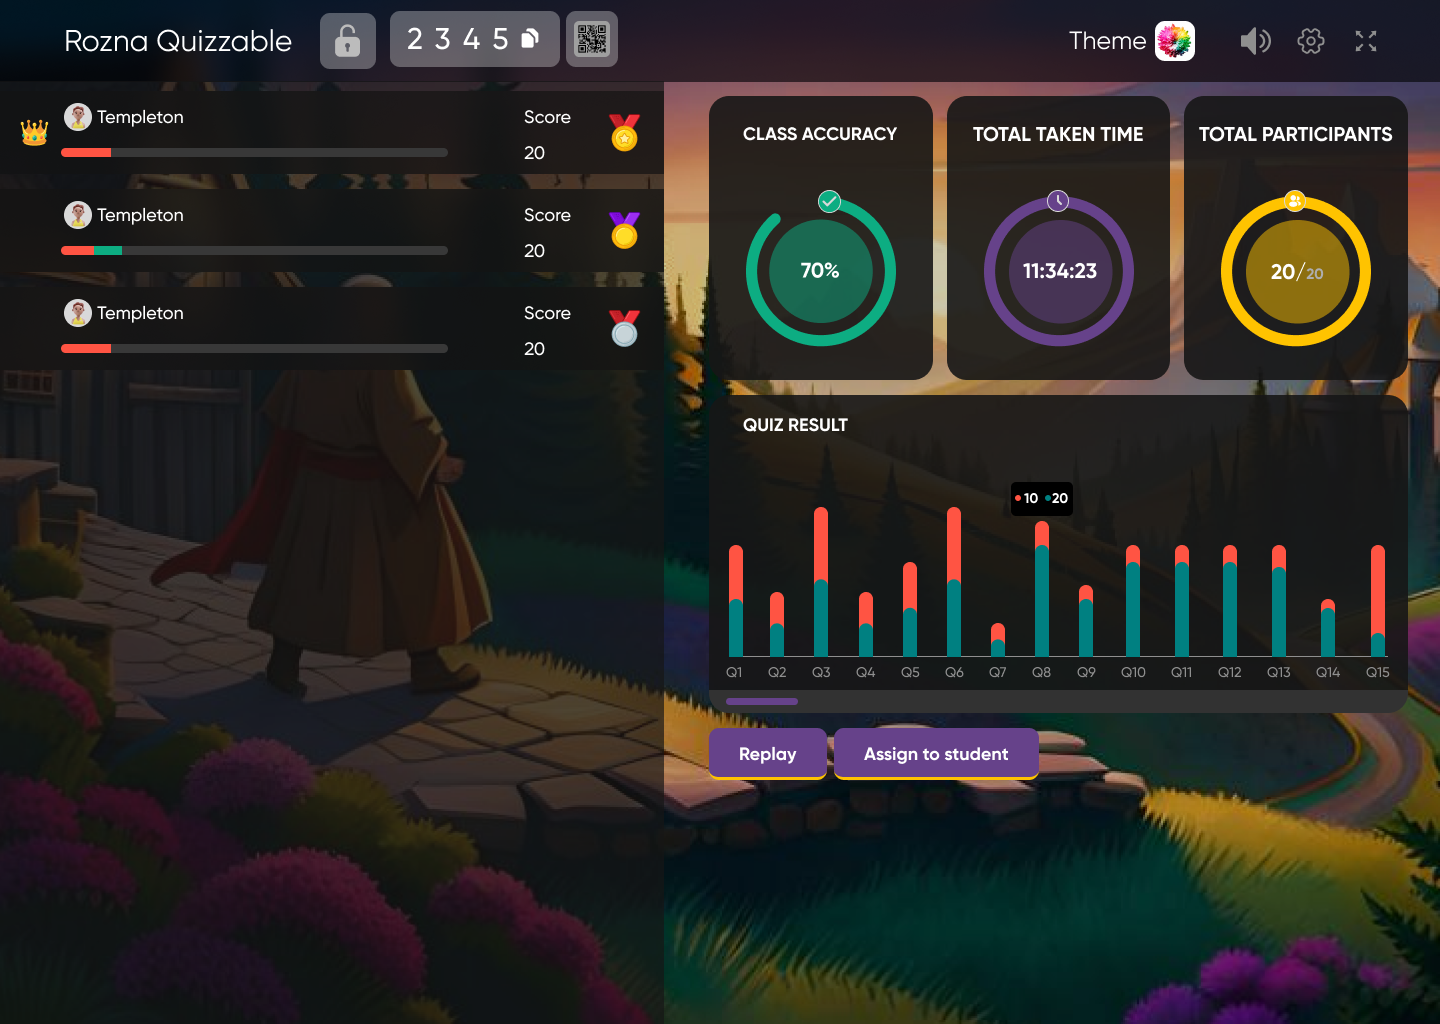 Rozna Quizzable
2 3 4 5
Theme
Templeton
Score
20
Templeton
Score
20
Templeton
Score
20
CLASS ACCURACY
70%
TOTAL TAKEN TIME
11:34:23
TOTAL PARTICIPANTS
20/20
QUIZ RESULT
10 20
Q1 Q2 Q3 Q4 Q5 Q6 Q7 Q8 Q9 Q10 Q11 Q12 Q13 Q14 Q15
Replay
Assign to student